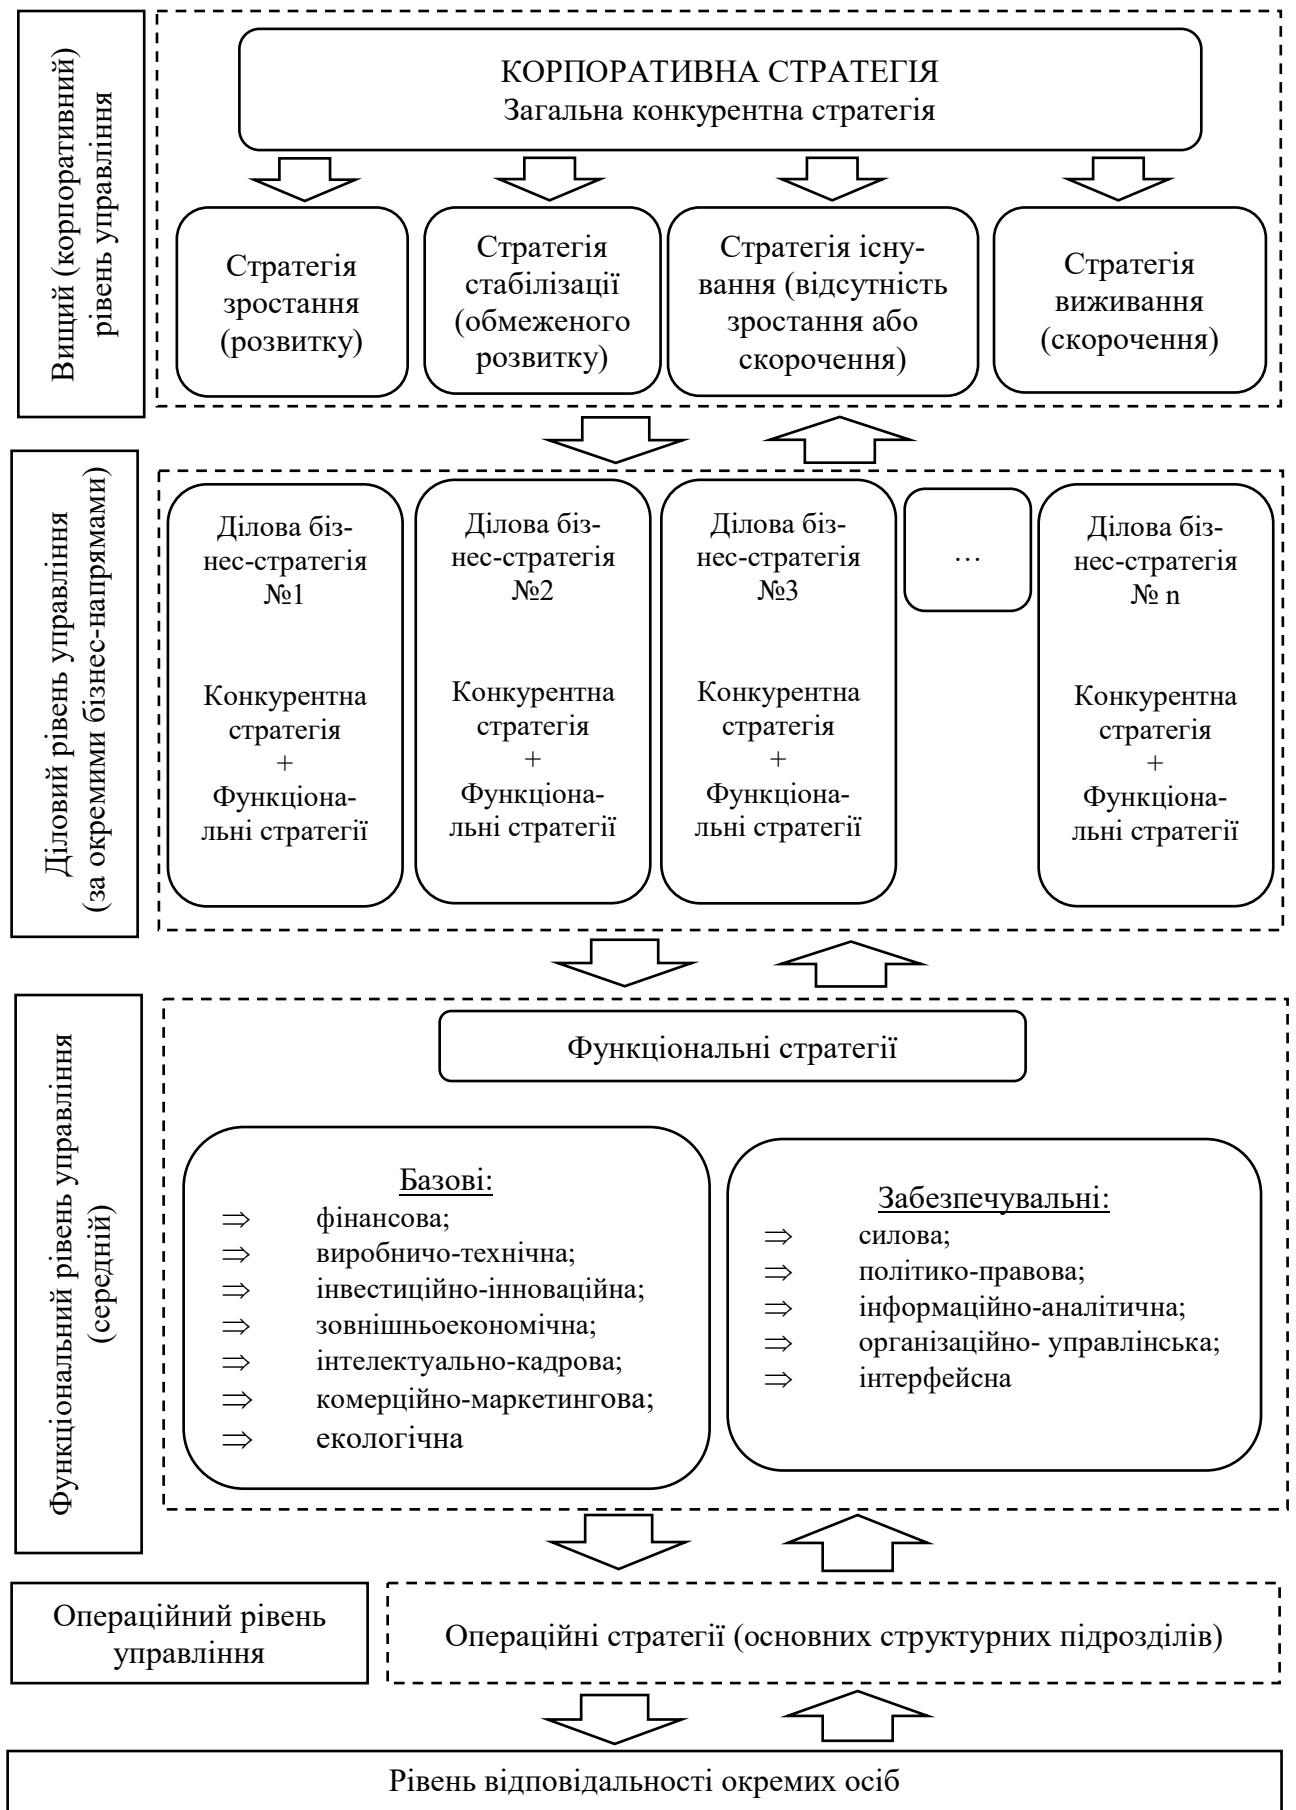 Вищий (корпоративний)
рівень управління
КОРПОРАТИВНА СТРАТЕГІЯ
Загальна конкурентна стратегія
Стратегія
зростання
(розвитку)
Стратегія
стабілізації
(обмеженого
розвитку)
Стратегія існу-
вання (відсутність
зростання або
скорочення)
Стратегія
виживання
(скорочення)
Діловий рівень управління
(за окремими бізнес-напрямами)
Ділова біз-
нес-стратегія
№1
Конкурентна
стратегія
+
Функціона-
льні стратегії
Ділова біз-
нес-стратегія
№2
Конкурентна
стратегія
+
Функціона-
льні стратегії
Ділова біз-
нес-стратегія
№3
Конкурентна
стратегія
+
Функціона-
льні стратегії
…
Ділова біз-
нес-стратегія
№ n
Конкурентна
стратегія
+
Функціона-
льні стратегії
Функціональний рівень управління
(середній)
Функціональні стратегії
Базові:
⇒ фінансова;
⇒ виробничо-технічна;
⇒ інвестиційно-інноваційна;
⇒ зовнішньоекономічна;
⇒ інтелектуально-кадрова;
⇒ комерційно-маркетингова;
⇒ екологічна
Забезпечувальні:
⇒ силова;
⇒ політико-правова;
⇒ інформаційно-аналітична;
⇒ організаційно- управлінська;
⇒ інтерфейсна
Операційний рівень
управління
Операційні стратегії (основних структурних підрозділів)
Рівень відповідальності окремих осіб